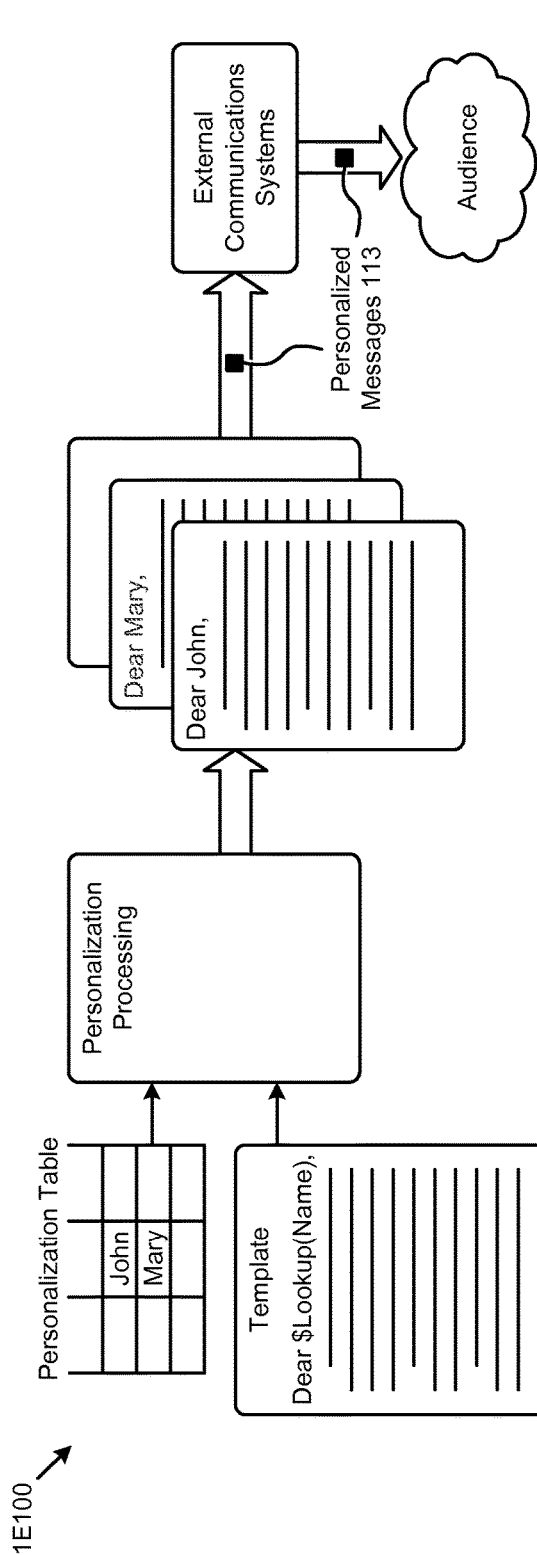 1E100
Personalization Table
John
Mary
Template
Dear $Lookup(Name),
Personalization
Processing
Dear Mary,
Dear John,
Personalized
Messages 113
External
Communications
Systems
Audience